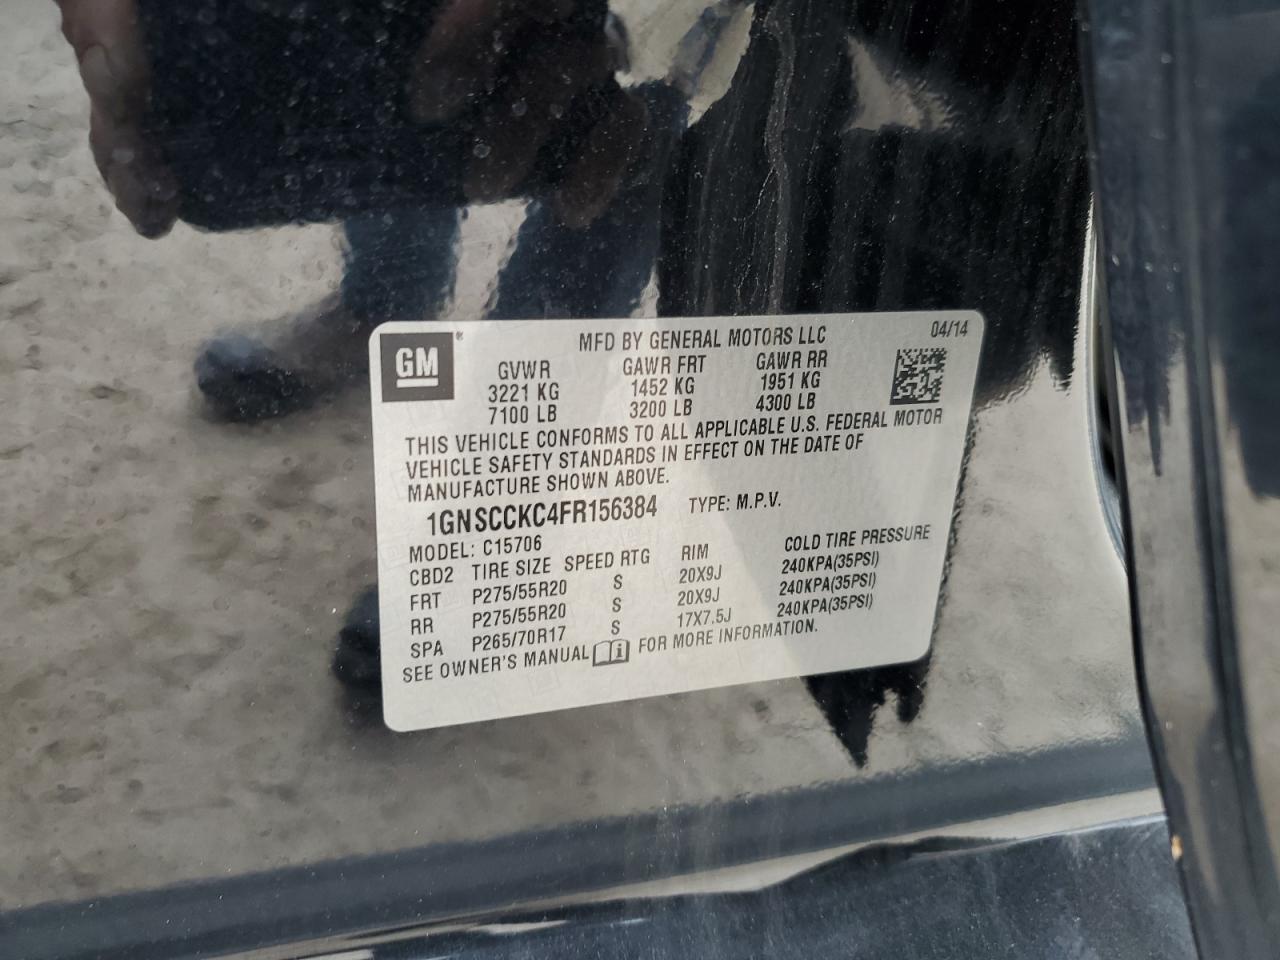 GM
®
MFD BY GENERAL MOTORS LLC 04/14
GVWR GAWR FRT GAWR RR
3221 KG 1452 KG 1951 KG
7100 LB 3200 LB 4300 LB
THIS VEHICLE CONFORMS TO ALL APPLICABLE U.S. FEDERAL MOTOR
VEHICLE SAFETY STANDARDS IN EFFECT ON THE DATE OF
MANUFACTURE SHOWN ABOVE.
1GNSCCKC4FR156384 TYPE: M.P.V.
MODEL: C15706
CBD2 TIRE SIZE SPEED RTG RIM COLD TIRE PRESSURE
FRT P275/55R20 S 20X9J 240KPA(35PSI)
RR P275/55R20 S 20X9J 240KPA(35PSI)
SPA P265/70R17 S 17X7.5J 240KPA(35PSI)
SEE OWNER'S MANUAL i FOR MORE INFORMATION.